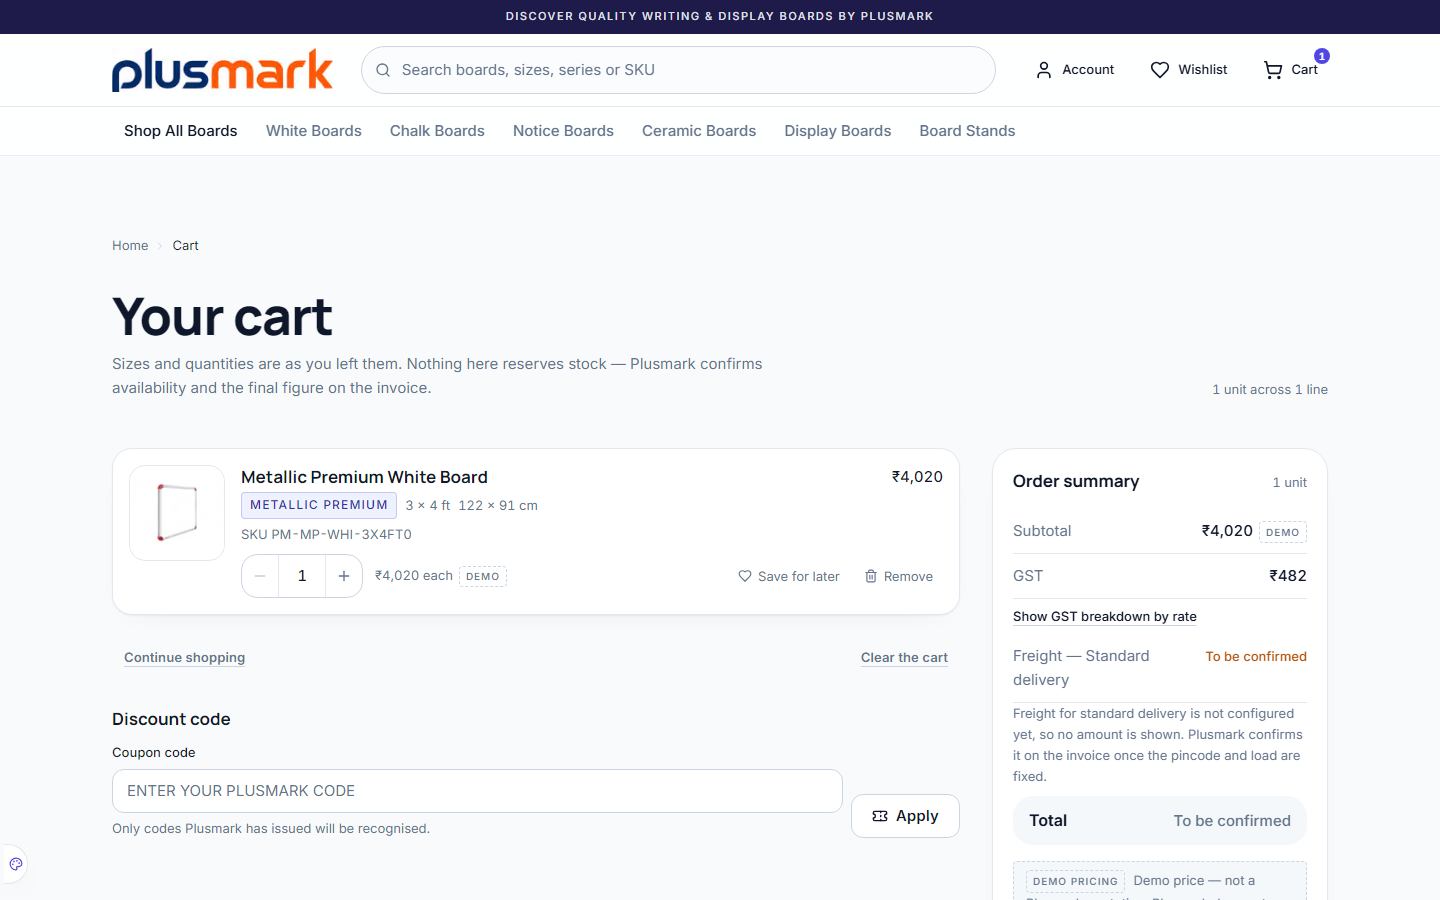 DISCOVER QUALITY WRITING & DISPLAY BOARDS BY PLUSMARK
plusmark
Search boards, sizes, series or SKU
Account
Wishlist
Cart
1
Shop All Boards
White Boards
Chalk Boards
Notice Boards
Ceramic Boards
Display Boards
Board Stands
Home
Cart
Your cart
Sizes and quantities are as you left them. Nothing here reserves stock — Plusmark confirms
availability and the final figure on the invoice.
1 unit across 1 line
Metallic Premium White Board
₹4,020
METALLIC PREMIUM
3 × 4 ft 122 × 91 cm
SKU PM-MP-WHI-3X4FT0
1
₹4,020 each
DEMO
Save for later
Remove
Continue shopping
Clear the cart
Discount code
Coupon code
ENTER YOUR PLUSMARK CODE
Apply
Only codes Plusmark has issued will be recognised.
Order summary
1 unit
Subtotal
₹4,020
DEMO
GST
₹482
Show GST breakdown by rate
Freight — Standard
delivery
To be confirmed
Freight for standard delivery is not configured
yet, so no amount is shown. Plusmark confirms
it on the invoice once the pincode and load are
fixed.
Total
To be confirmed
DEMO PRICING
Demo price — not a